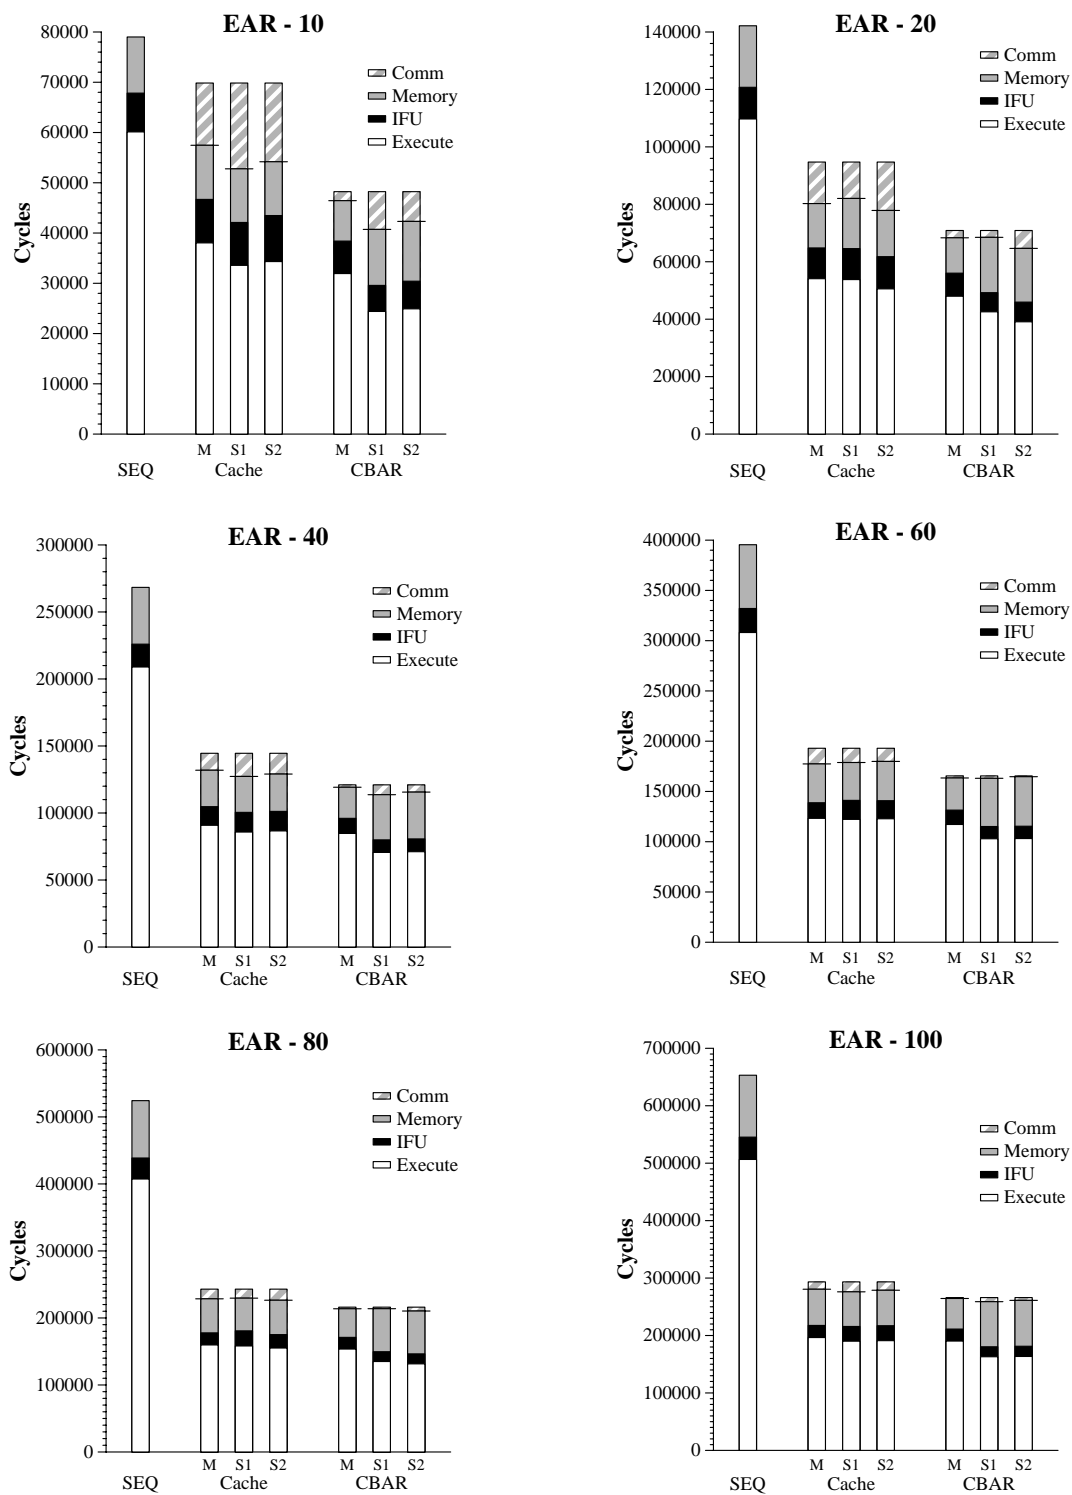 EAR - 10
80000
70000
60000
50000
40000
30000
20000
10000
0
Cycles
Comm
Memory
IFU
Execute
M S1 S2 M S1 S2
SEQ Cache CBAR
EAR - 20
140000
120000
100000
80000
60000
40000
20000
0
Cycles
Comm
Memory
IFU
Execute
M S1 S2 M S1 S2
SEQ Cache CBAR
EAR - 40
300000
250000
200000
150000
100000
50000
0
Cycles
Comm
Memory
IFU
Execute
M S1 S2 M S1 S2
SEQ Cache CBAR
EAR - 60
400000
350000
300000
250000
200000
150000
100000
50000
0
Cycles
Comm
Memory
IFU
Execute
M S1 S2 M S1 S2
SEQ Cache CBAR
EAR - 80
600000
500000
400000
300000
200000
100000
0
Cycles
Comm
Memory
IFU
Execute
M S1 S2 M S1 S2
SEQ Cache CBAR
EAR - 100
700000
600000
500000
400000
300000
200000
100000
0
Cycles
Comm
Memory
IFU
Execute
M S1 S2 M S1 S2
SEQ Cache CBAR